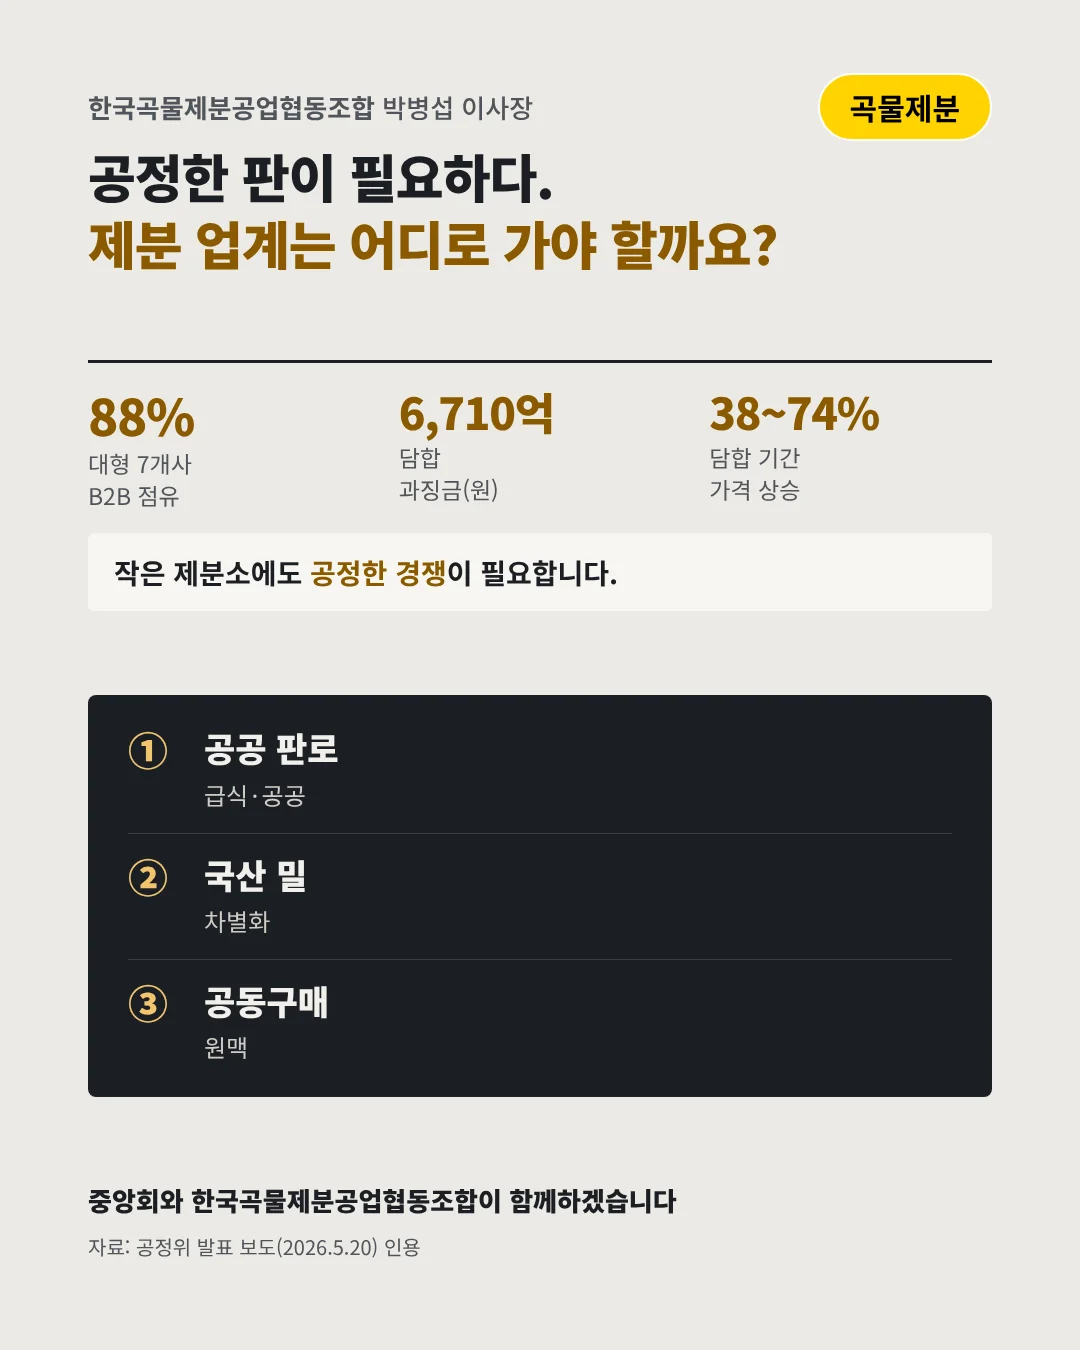 한국곡물제분공업협동조합 박병섭 이사장
곡물제분
공정한 판이 필요하다.
제분 업계는 어디로 가야 할까요?
88%
대형 7개사
B2B 점유
6,710억
담합
과징금(원)
38~74%
담합 기간
가격 상승
작은 제분소에도 공정한 경쟁이 필요합니다.
① 공공 판로
급식·공공
② 국산 밀
차별화
③ 공동구매
원맥
중앙회와 한국곡물제분공업협동조합이 함께하겠습니다
자료: 공정위 발표 보도(2026.5.20) 인용